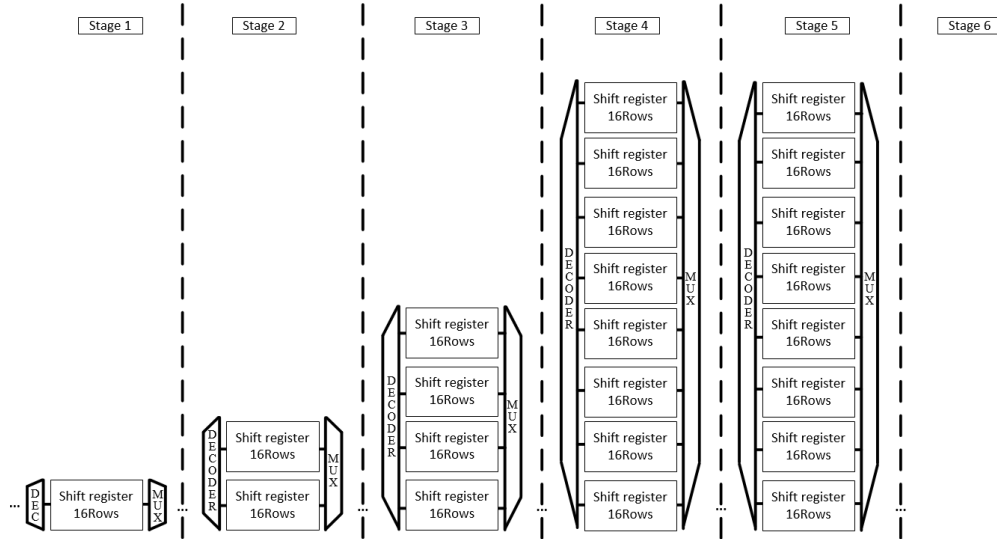 Stage 1
Stage 2
Stage 3
Stage 4
Stage 5
Stage 6
...
DEC
Shift register
16Rows
MUX
...
DECODER
Shift register
16Rows
Shift register
16Rows
MUX
...
DECODER
Shift register
16Rows
Shift register
16Rows
Shift register
16Rows
Shift register
16Rows
MUX
...
DECODER
Shift register
16Rows
Shift register
16Rows
Shift register
16Rows
Shift register
16Rows
Shift register
16Rows
Shift register
16Rows
Shift register
16Rows
Shift register
16Rows
MUX
...
DECODER
Shift register
16Rows
Shift register
16Rows
Shift register
16Rows
Shift register
16Rows
Shift register
16Rows
Shift register
16Rows
Shift register
16Rows
Shift register
16Rows
MUX
...